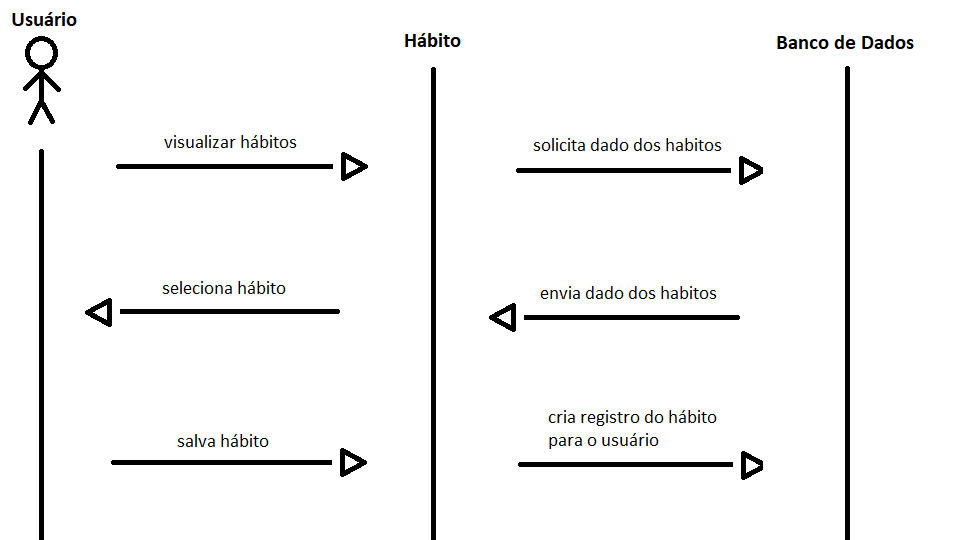 Usuário
Hábito
Banco de Dados
visualizar hábitos
solicita dado dos habitos
seleciona hábito
envia dado dos habitos
salva hábito
cria registro do hábito
para o usuário